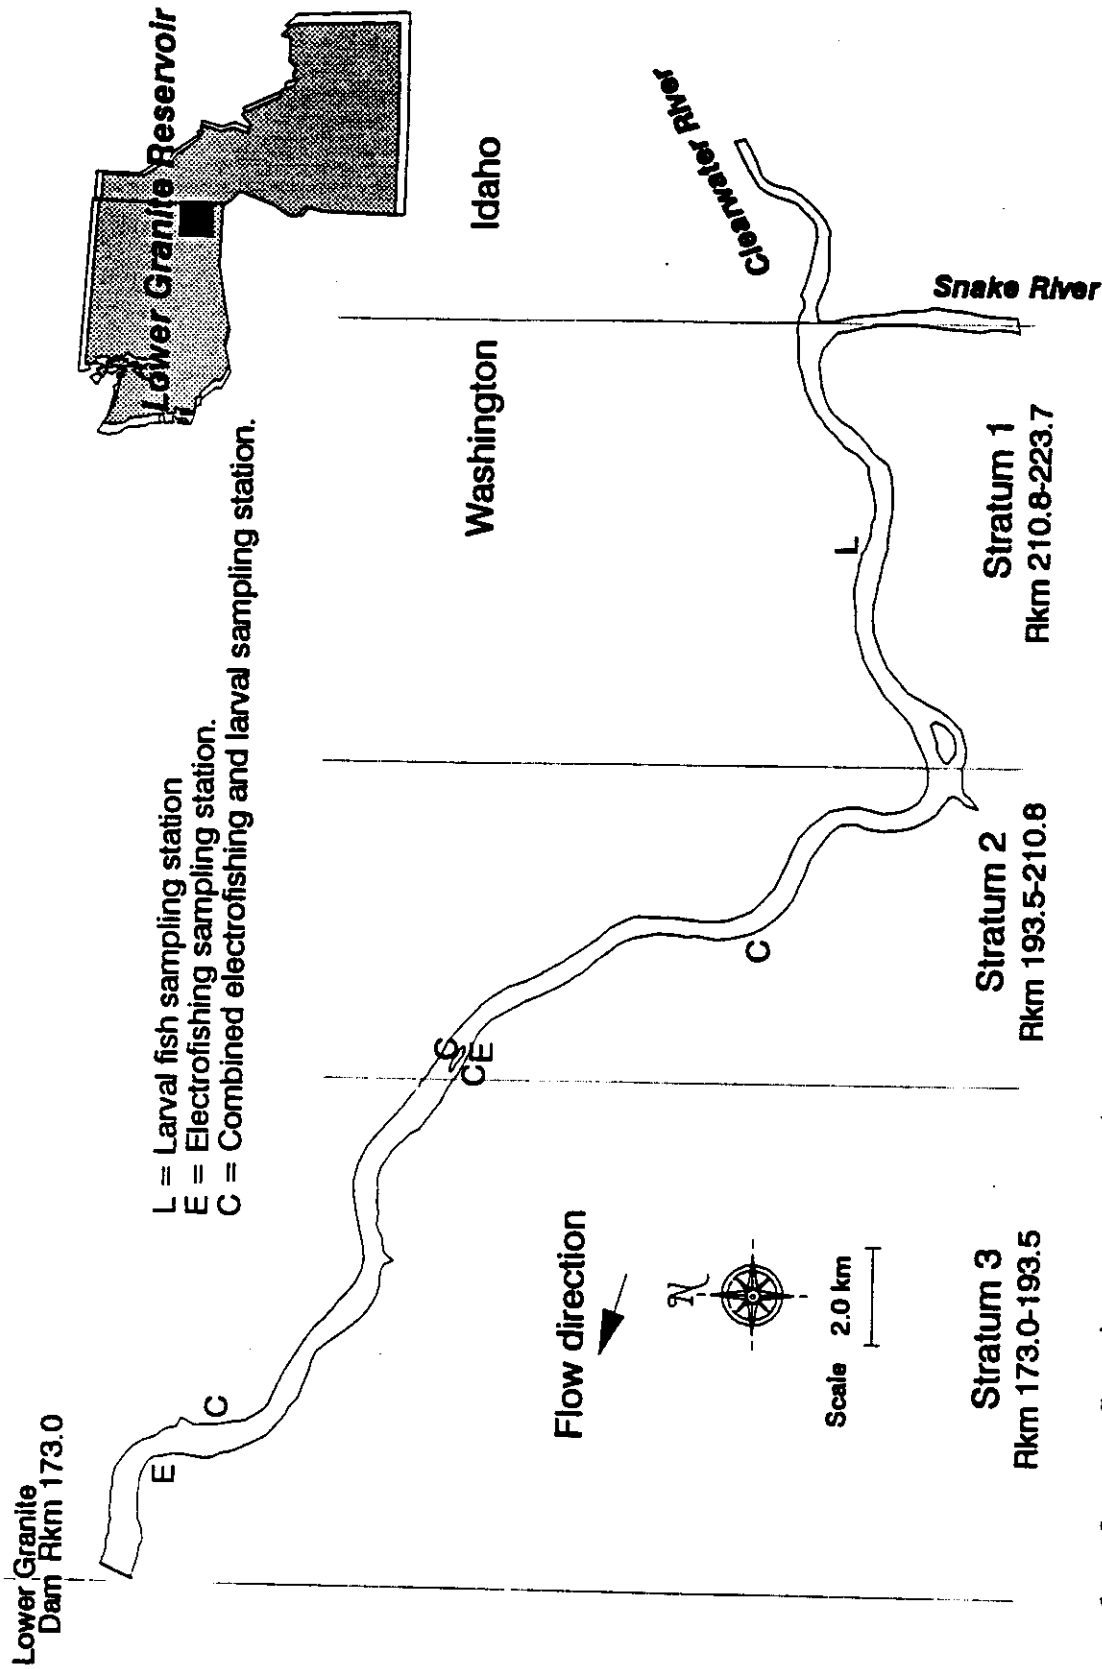 Lower Granite
Dam Rkm 173.0
Lower Granite Reservoir
L = Larval fish sampling station
E = Electrofishing sampling station.
C = Combined electrofishing and larval sampling station.
E
C
C
C
E
C
L
Washington
Idaho
Clearwater River
Snake River
Flow direction
N
Scale 2.0 km
Stratum 3
Rkm 173.0-193.5
Stratum 2
Rkm 193.5-210.8
Stratum 1
Rkm 210.8-223.7